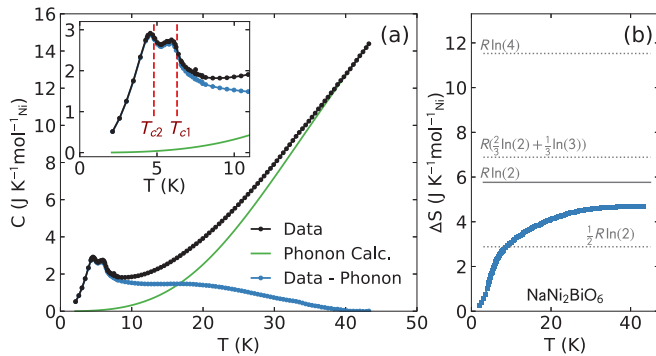 (a)
C (J K⁻¹mol⁻¹Ni)
16
14
12
10
8
6
4
2
0
0
10
20
30
40
50
T (K)
3
2
1
0
0
5
10
T (K)
Tc2
Tc1
Data
Phonon Calc.
Data - Phonon
(b)
ΔS (J K⁻¹mol⁻¹Ni)
12
10
8
6
4
2
0
0
20
40
T (K)
Rln(4)
R(2/3 ln(2) + 1/3 ln(3))
Rln(2)
1/2 Rln(2)
NaNi₂BiO₆